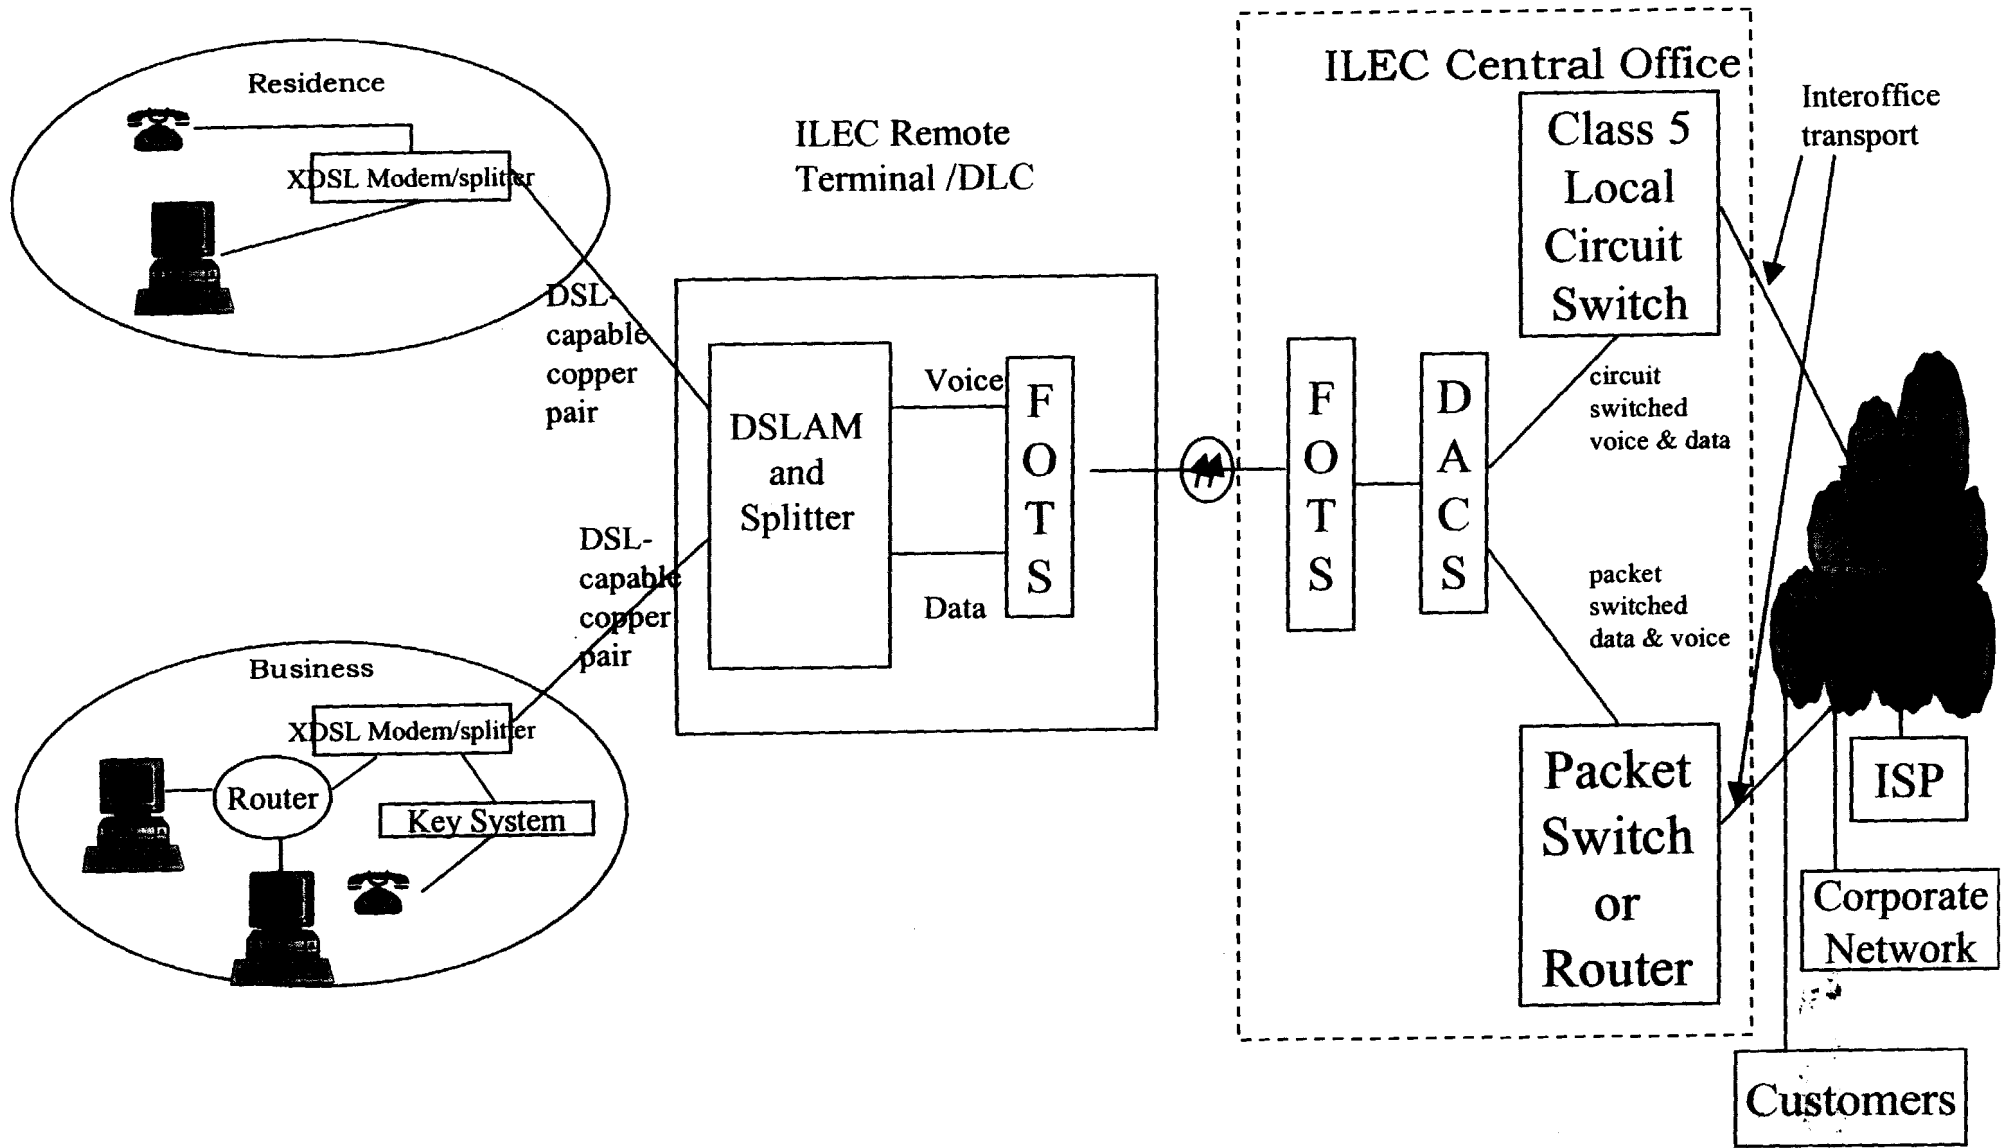 Residence
XDSL Modem/splitter
DSL-
capable
copper
pair
ILEC Remote
Terminal /DLC
DSLAM
and
Splitter
Voice
Data
F
O
T
S
DSL-
capable
copper
pair
Business
XDSL Modem/splitter
Router
Key System
ILEC Central Office
F
O
T
S
D
A
C
S
Class 5
Local
Circuit
Switch
circuit
switched
voice & data
packet
switched
data & voice
Packet
Switch
or
Router
Interoffice
transport
ISP
Corporate
Network
Customers